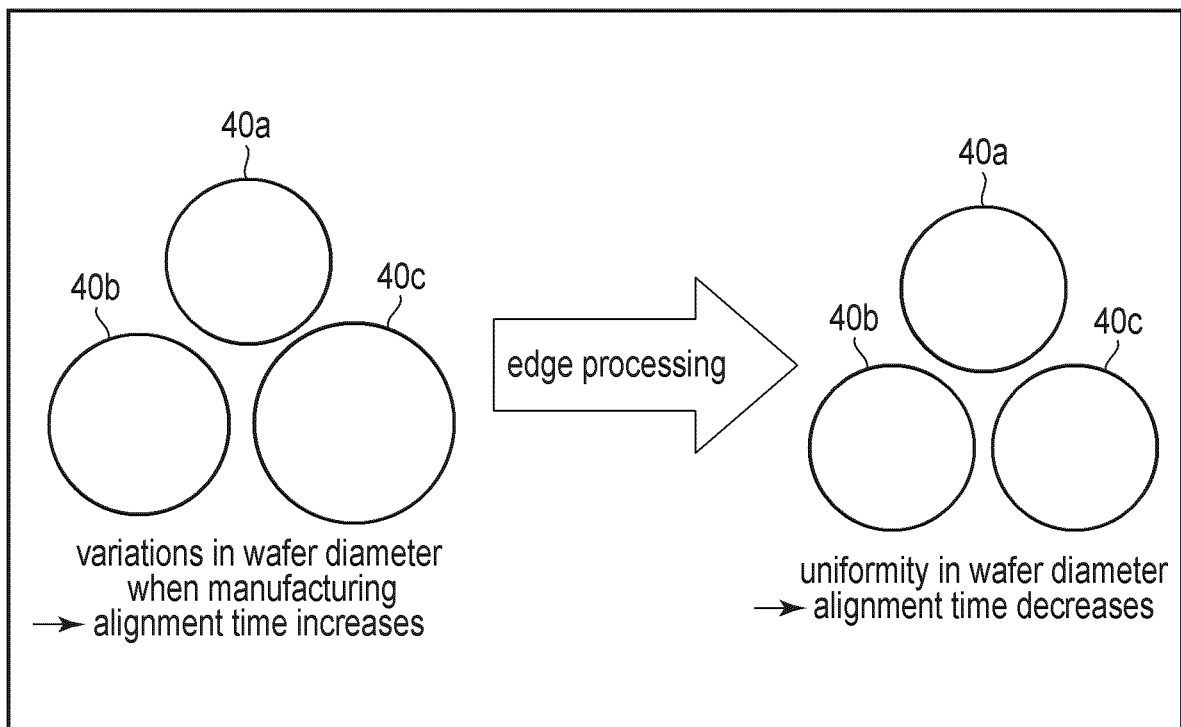 40a
40b
40c
variations in wafer diameter
when manufacturing
→ alignment time increases
edge processing
40a
40b
40c
uniformity in wafer diameter
→ alignment time decreases